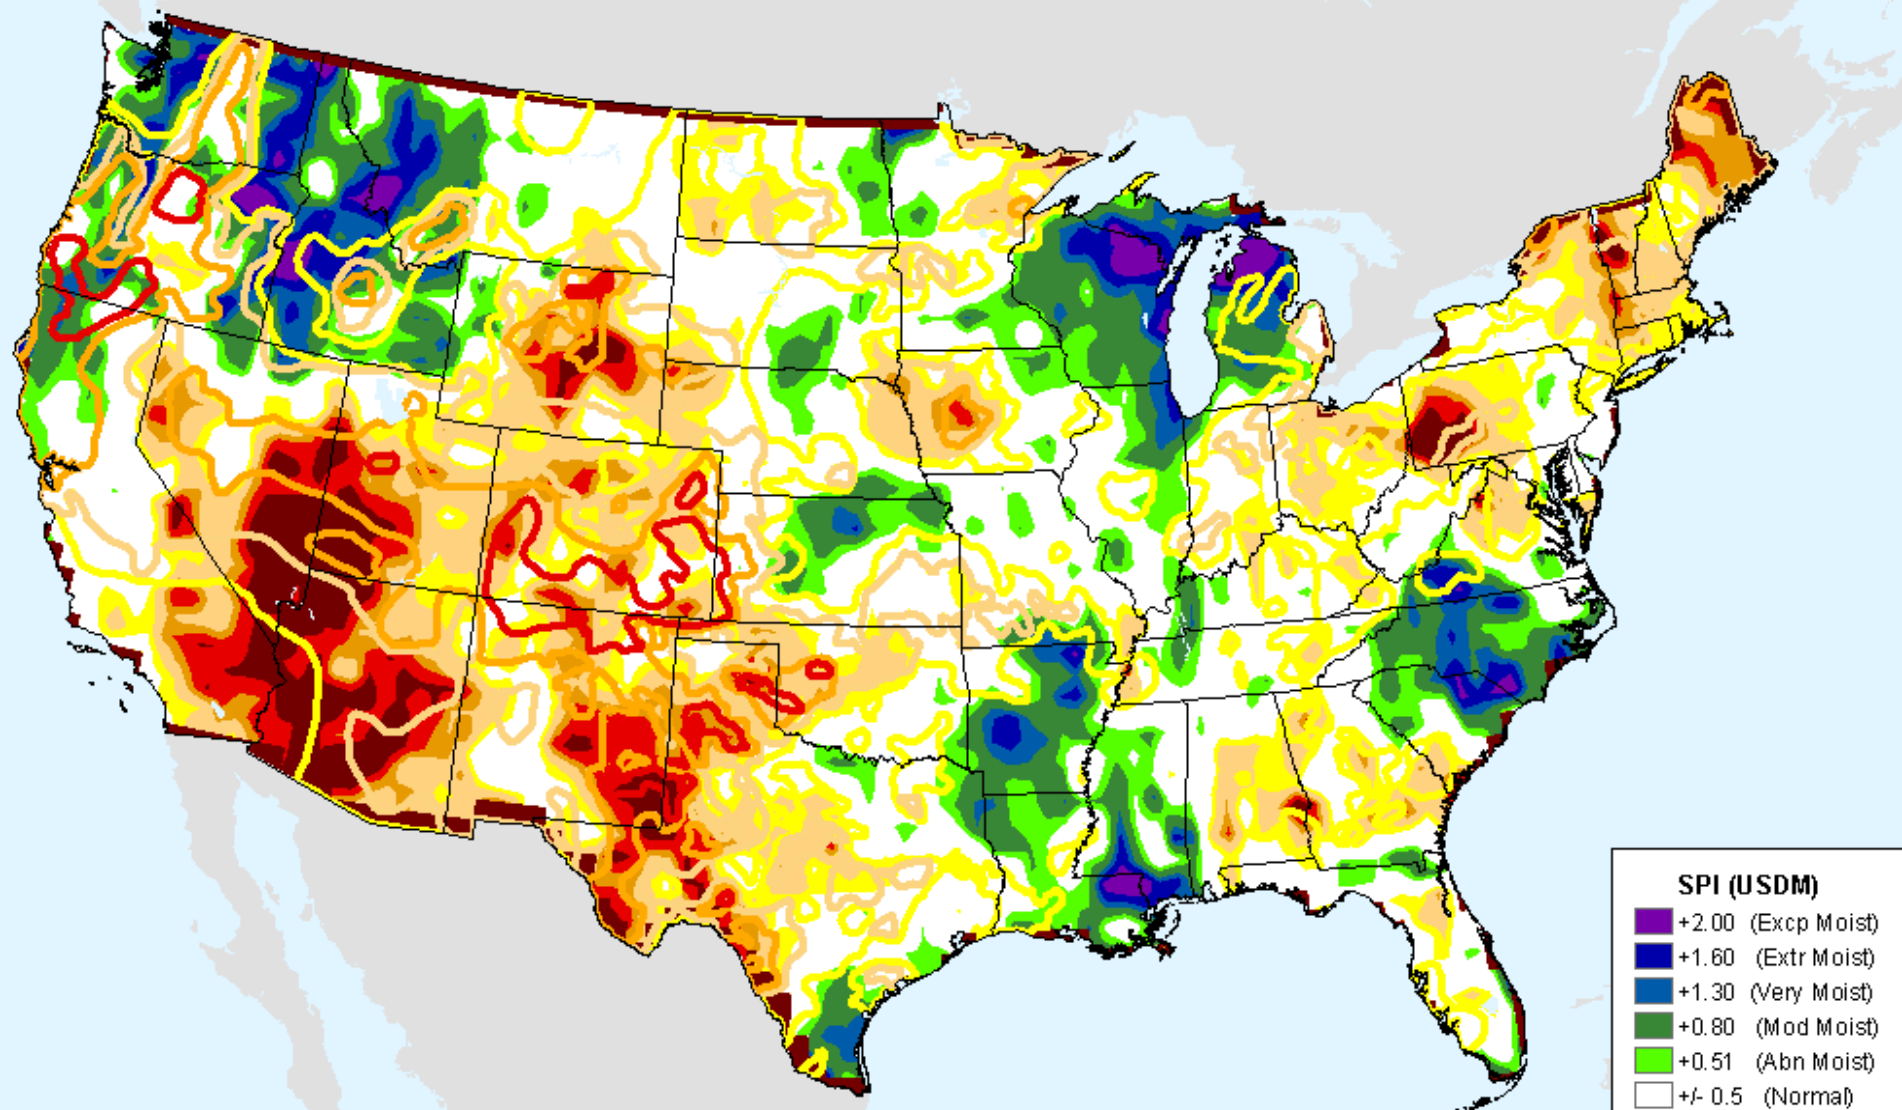 SPI (USDM)
+2.00 (Excp Moist)
+1.60 (Extr Moist)
+1.30 (Very Moist)
+0.80 (Mod Moist)
+0.51 (Abn Moist)
+/- 0.5 (Normal)